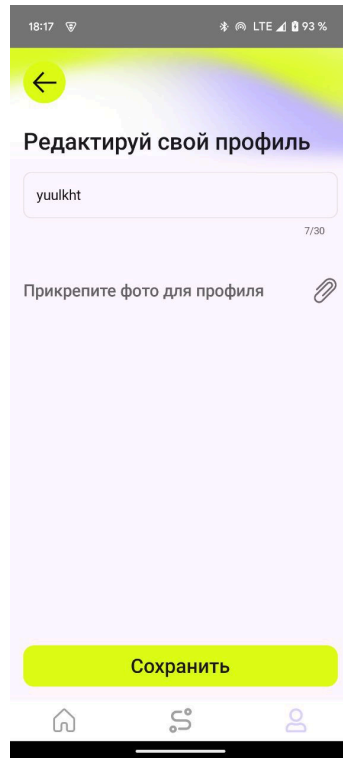 18:17 LTE 93 %
Редактируй свой профиль
yuulkht
7/30
Прикрепите фото для профиля
Сохранить